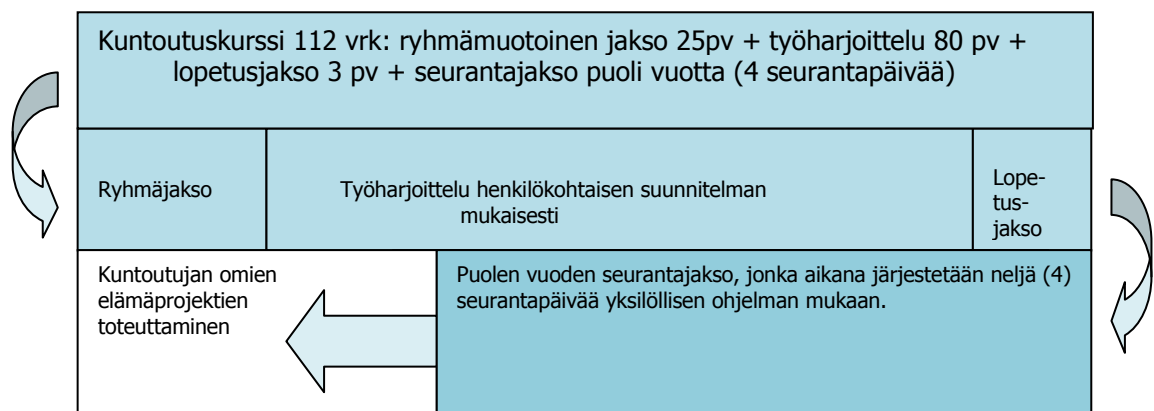 Kuntoutuskurssi 112 vrk: ryhmämuotoinen jakso 25pv + työharjoittelu 80 pv +
lopetusjakso 3 pv + seurantajakso puoli vuotta (4 seurantapäivää)
Ryhmäjakso
Työharjoittelu henkilökohtaisen suunnitelman
mukaisesti
Lope-
tus-
jakso
Kuntoutujan omien
elämäprojektien
toteuttaminen
Puolen vuoden seurantajakso, jonka aikana järjestetään neljä (4)
seurantapäivää yksilöllisen ohjelman mukaan.